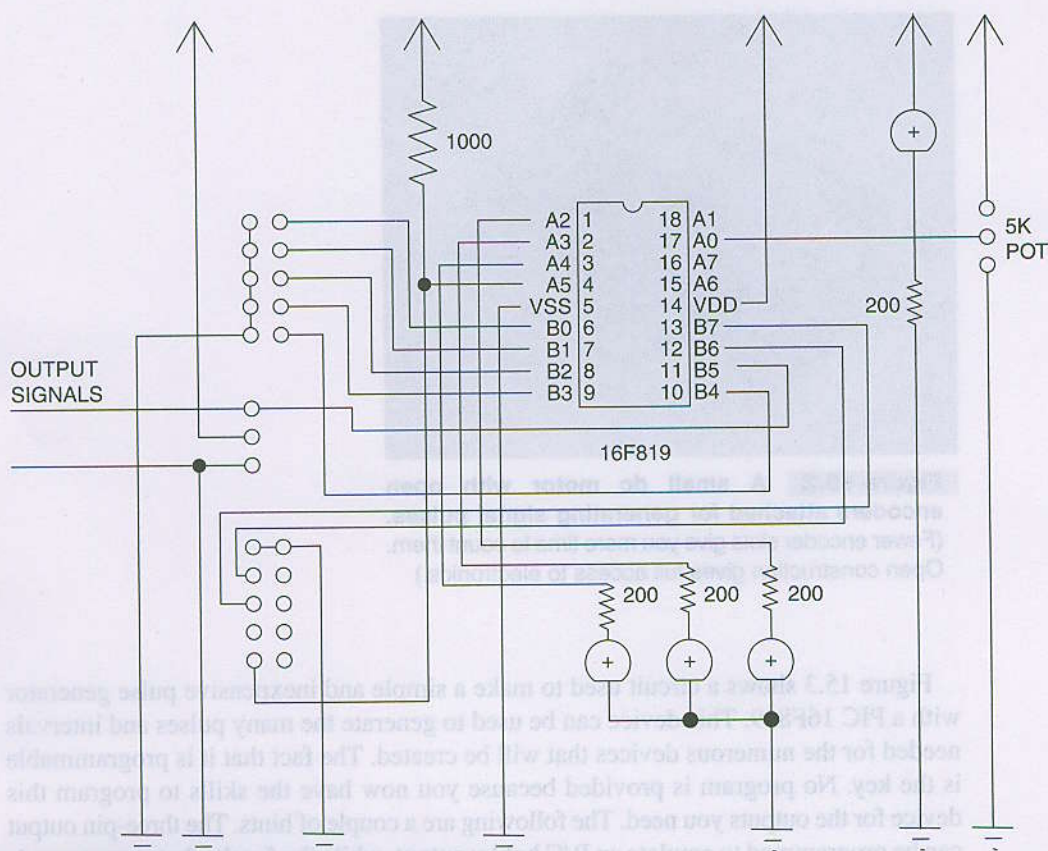 1000
A2 1 18 A1
A3 2 17 A0
A4 3 16 A7
A5 4 15 A6
VSS 5 14 VDD
B0 6 13 B7
B1 7 12 B6
B2 8 11 B5
B3 9 10 B4
16F819
5K
POT
200
OUTPUT
SIGNALS
200
200
200
A small dc motor with open
encoders attached for generating signal pulses.
(Fewer encoder slots give you more time to count them.
Open construction gives full access to electronics.)
Figure 15.3 shows a circuit used to make a simple and inexpensive pulse generator
with a PIC 16F819. This device can be used to generate the many pulses and intervals
needed for the numerous devices that will be created. The fact that it is programmable
is the key. No program is provided because you now have the skills to program this
device for the outputs you need. The following are a couple of hints. The three-pin output
can be programmed to